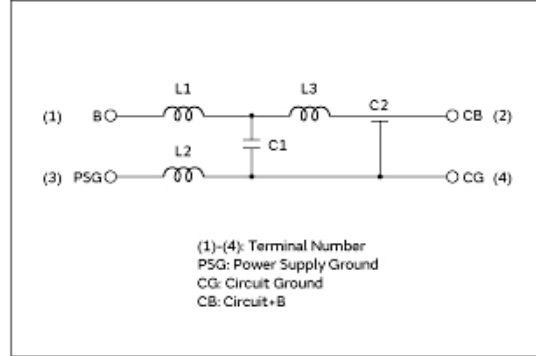 L1
L3
(1) B
C2
CB (2)
C1
L2
(3) PSG
CG (4)
(1)-(4): Terminal Number
PSG: Power Supply Ground
CG: Circuit Ground
CB: Circuit+B